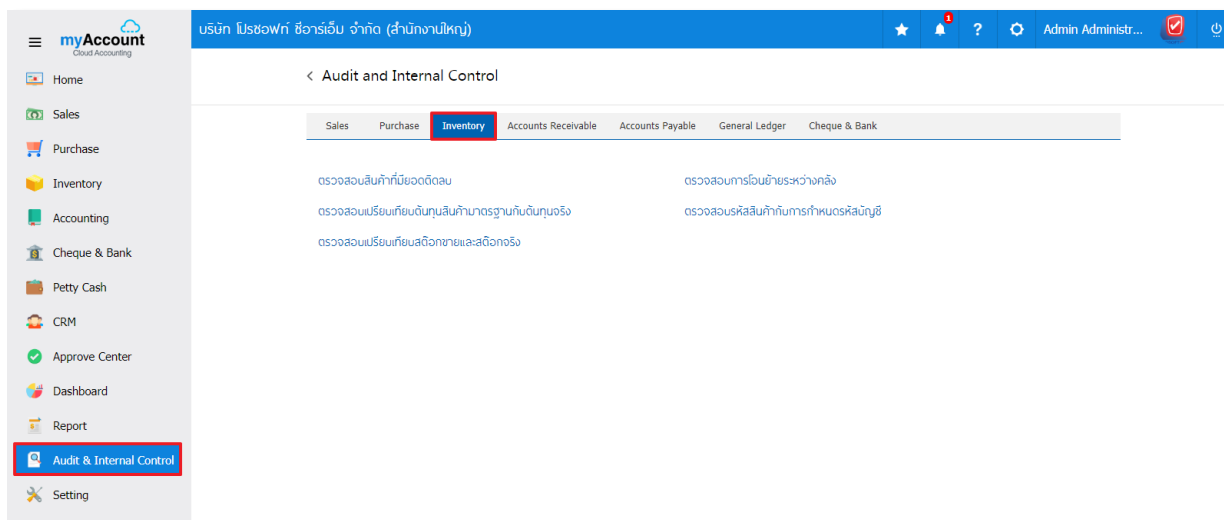 myAccount
Cloud Accounting
บริษัท โปรซอฟท์ ซีอาร์เอ็ม จำกัด (สำนักงานใหญ่)
1
?
Admin Administr...
Home
Sales
Purchase
Inventory
Accounting
Cheque & Bank
Petty Cash
CRM
Approve Center
Dashboard
Report
Audit & Internal Control
Setting
< Audit and Internal Control
Sales Purchase Inventory Accounts Receivable Accounts Payable General Ledger Cheque & Bank
ตรวจสอบสินค้าที่มียอดติดลบ ตรวจสอบการโอนย้ายระหว่างคลัง
ตรวจสอบเปรียบเทียบต้นทุนสินค้ามาตรฐานกับต้นทุนจริง ตรวจสอบรหัสสินค้ากับการกำหนดรหัสบัญชี
ตรวจสอบเปรียบเทียบสต๊อกขายและสต๊อกจริง